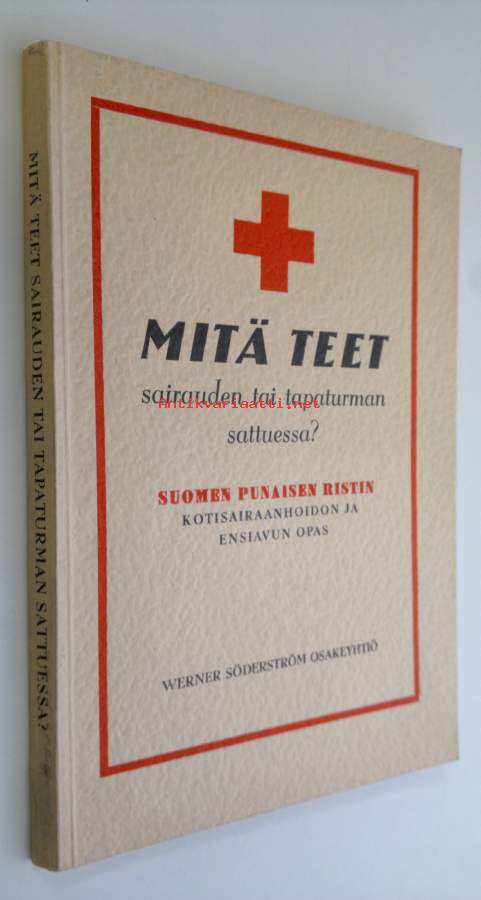 MITÄ TEET SAIRAUDEN TAI TAPATURMAN SATTUESSA?
MITÄ TEET
sairauden tai tapaturman
Antikvariaatti.net
sattuessa?
SUOMEN PUNAISEN RISTIN
KOTISAIRAANHOIDON JA
ENSIAVUN OPAS
WERNER SÖDERSTRÖM OSAKEYHTIÖ